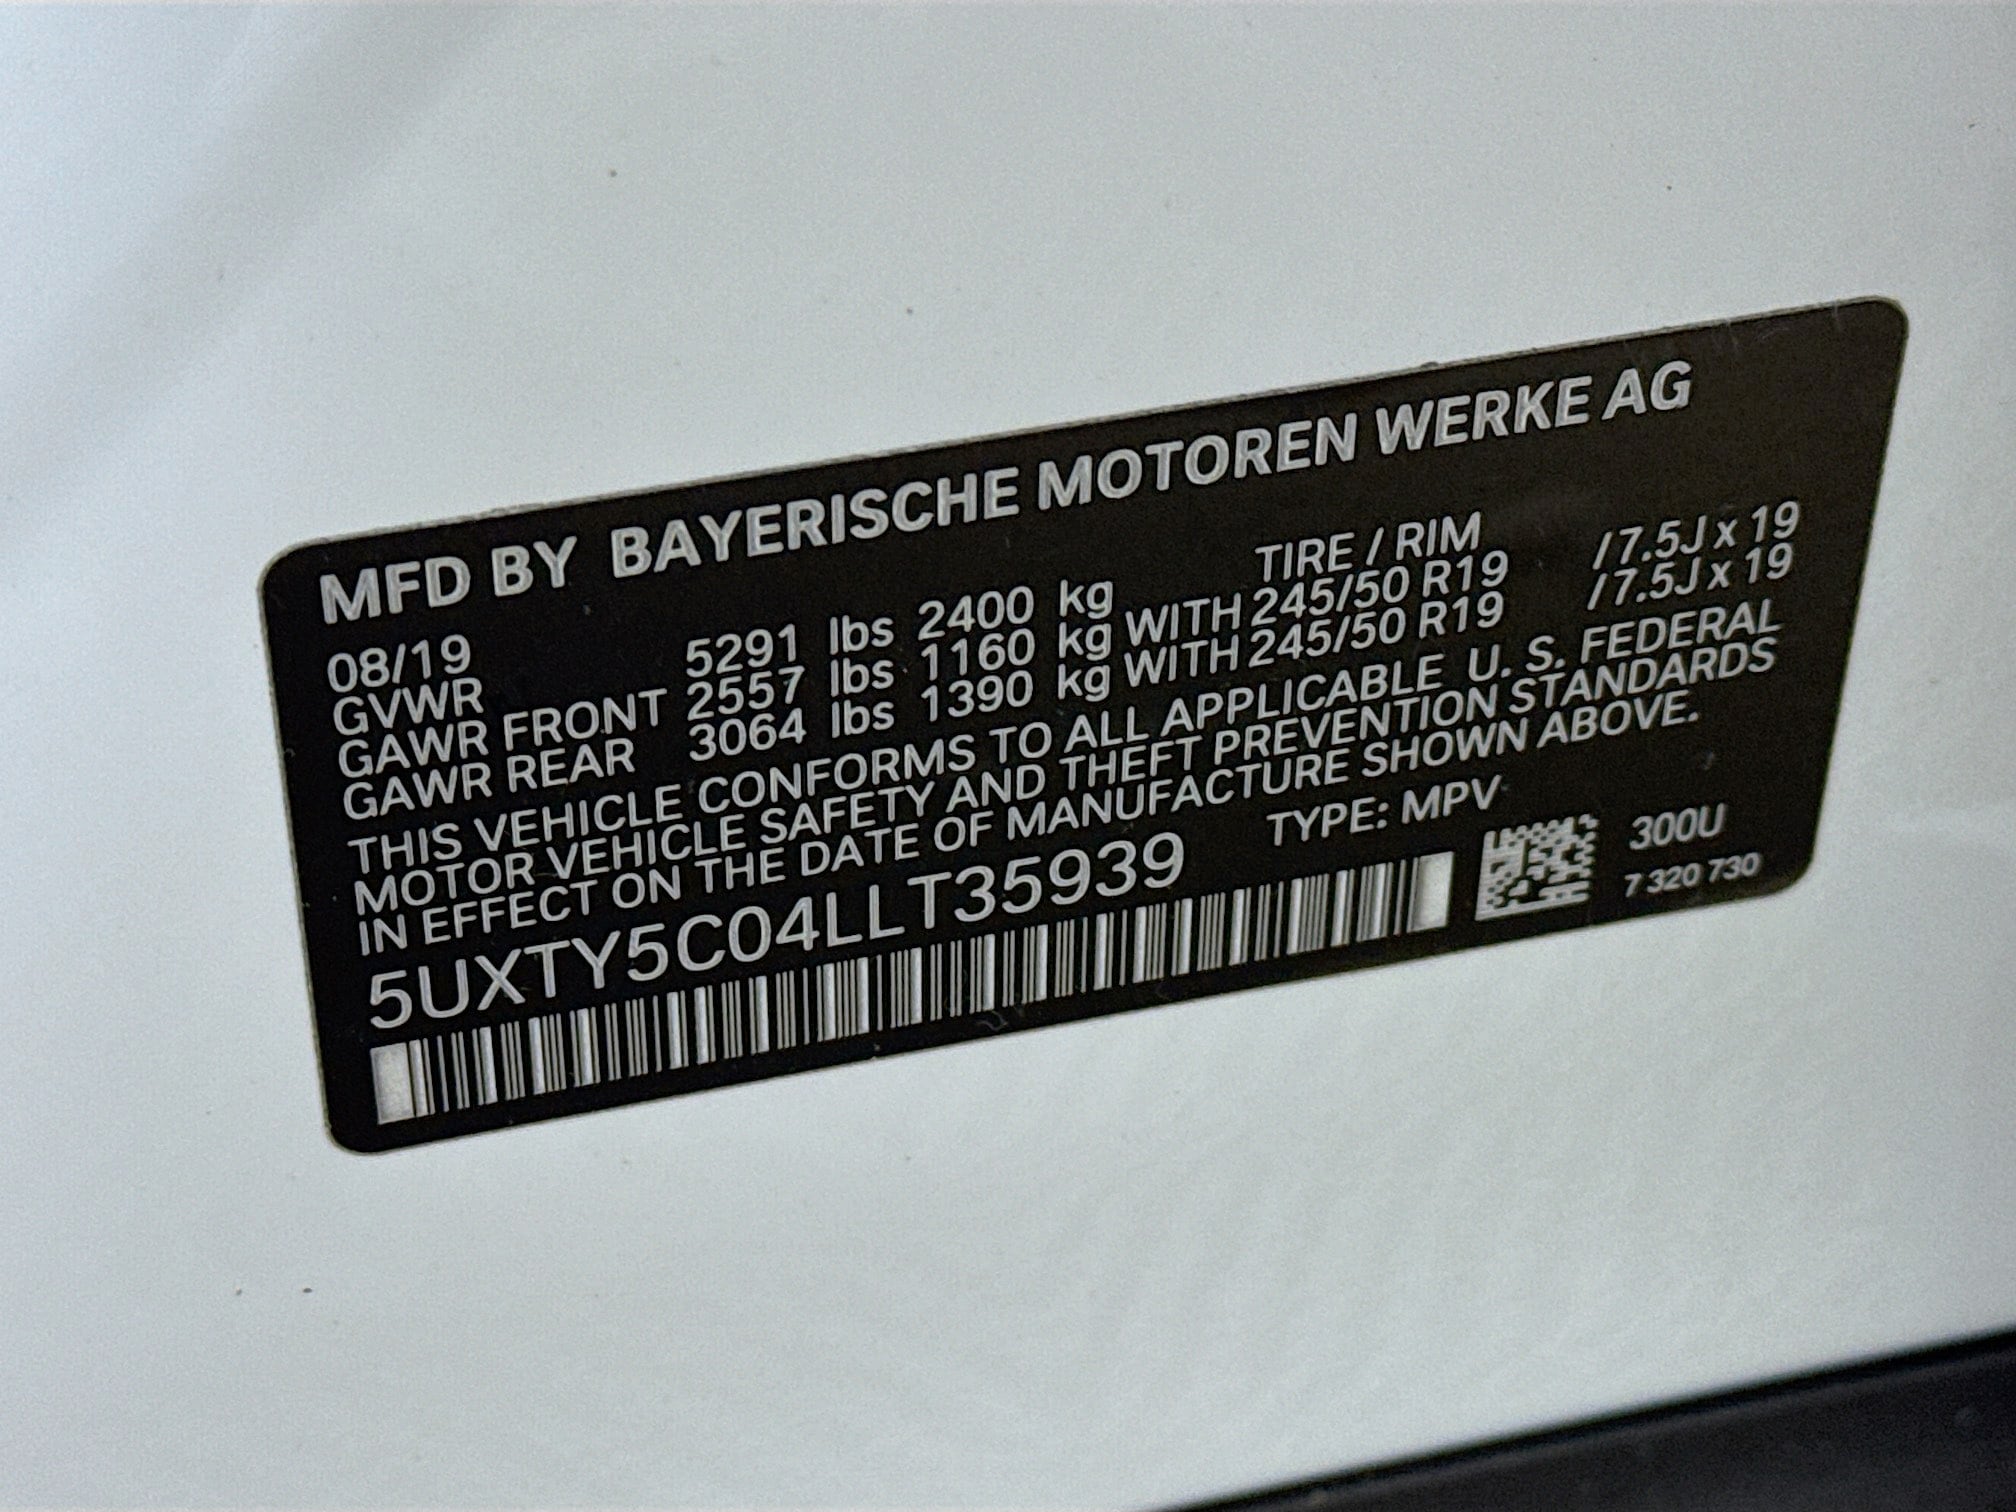 MFD BY BAYERISCHE MOTOREN WERKE AG
08/19
TIRE / RIM
GVWR 5291 lbs 2400 kg
GAWR FRONT 2557 lbs 1160 kg WITH 245/50 R19 / 7.5J x 19
GAWR REAR 3064 lbs 1390 kg WITH 245/50 R19 / 7.5J x 19
THIS VEHICLE CONFORMS TO ALL APPLICABLE U. S. FEDERAL
MOTOR VEHICLE SAFETY AND THEFT PREVENTION STANDARDS
IN EFFECT ON THE DATE OF MANUFACTURE SHOWN ABOVE.
5UXTY5C04LLT35939 TYPE: MPV
300U
7 320 730